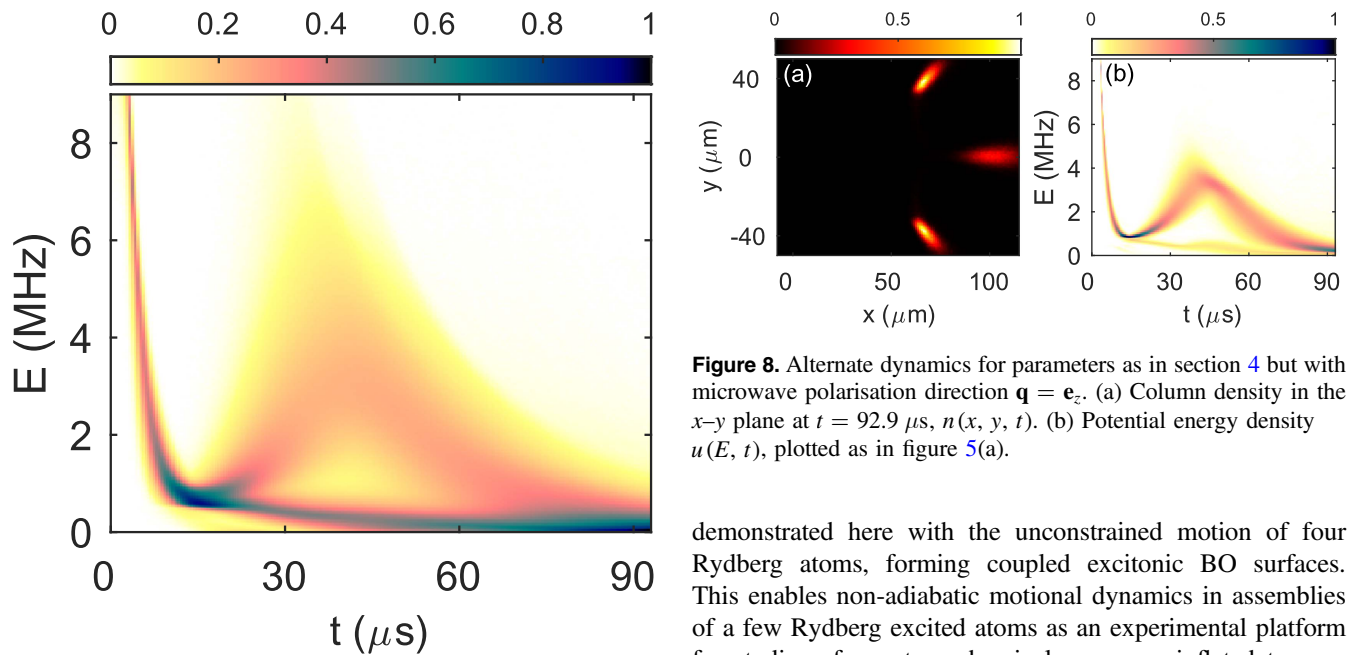 0 0.2 0.4 0.6 0.8 1
8
6
4
2
0
E (MHz)
0 30 60 90
t (μs)
0 0.5 1
(a)
40
0
-40
y (μm)
0 50 100
x (μm)
0 0.5 1
(b)
8
6
4
2
0
E (MHz)
0 30 60 90
t (μs)
Figure 8. Alternate dynamics for parameters as in section 4 but with
microwave polarisation direction q = e_z. (a) Column density in the
x–y plane at t = 92.9 μs, n(x, y, t). (b) Potential energy density
u(E, t), plotted as in figure 5(a).
demonstrated here with the unconstrained motion of four
Rydberg atoms, forming coupled excitonic BO surfaces.
This enables non-adiabatic motional dynamics in assemblies
of a few Rydberg excited atoms as an experimental platform